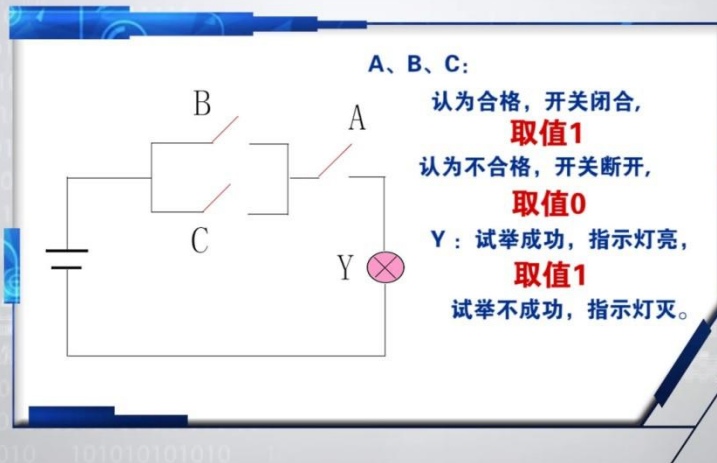 A、B、C：
认为合格，开关闭合，
取值1
认为不合格，开关断开，
取值0
Y：试举成功，指示灯亮，
取值1
试举不成功，指示灯灭。
B
A
C
Y
010 101010101010